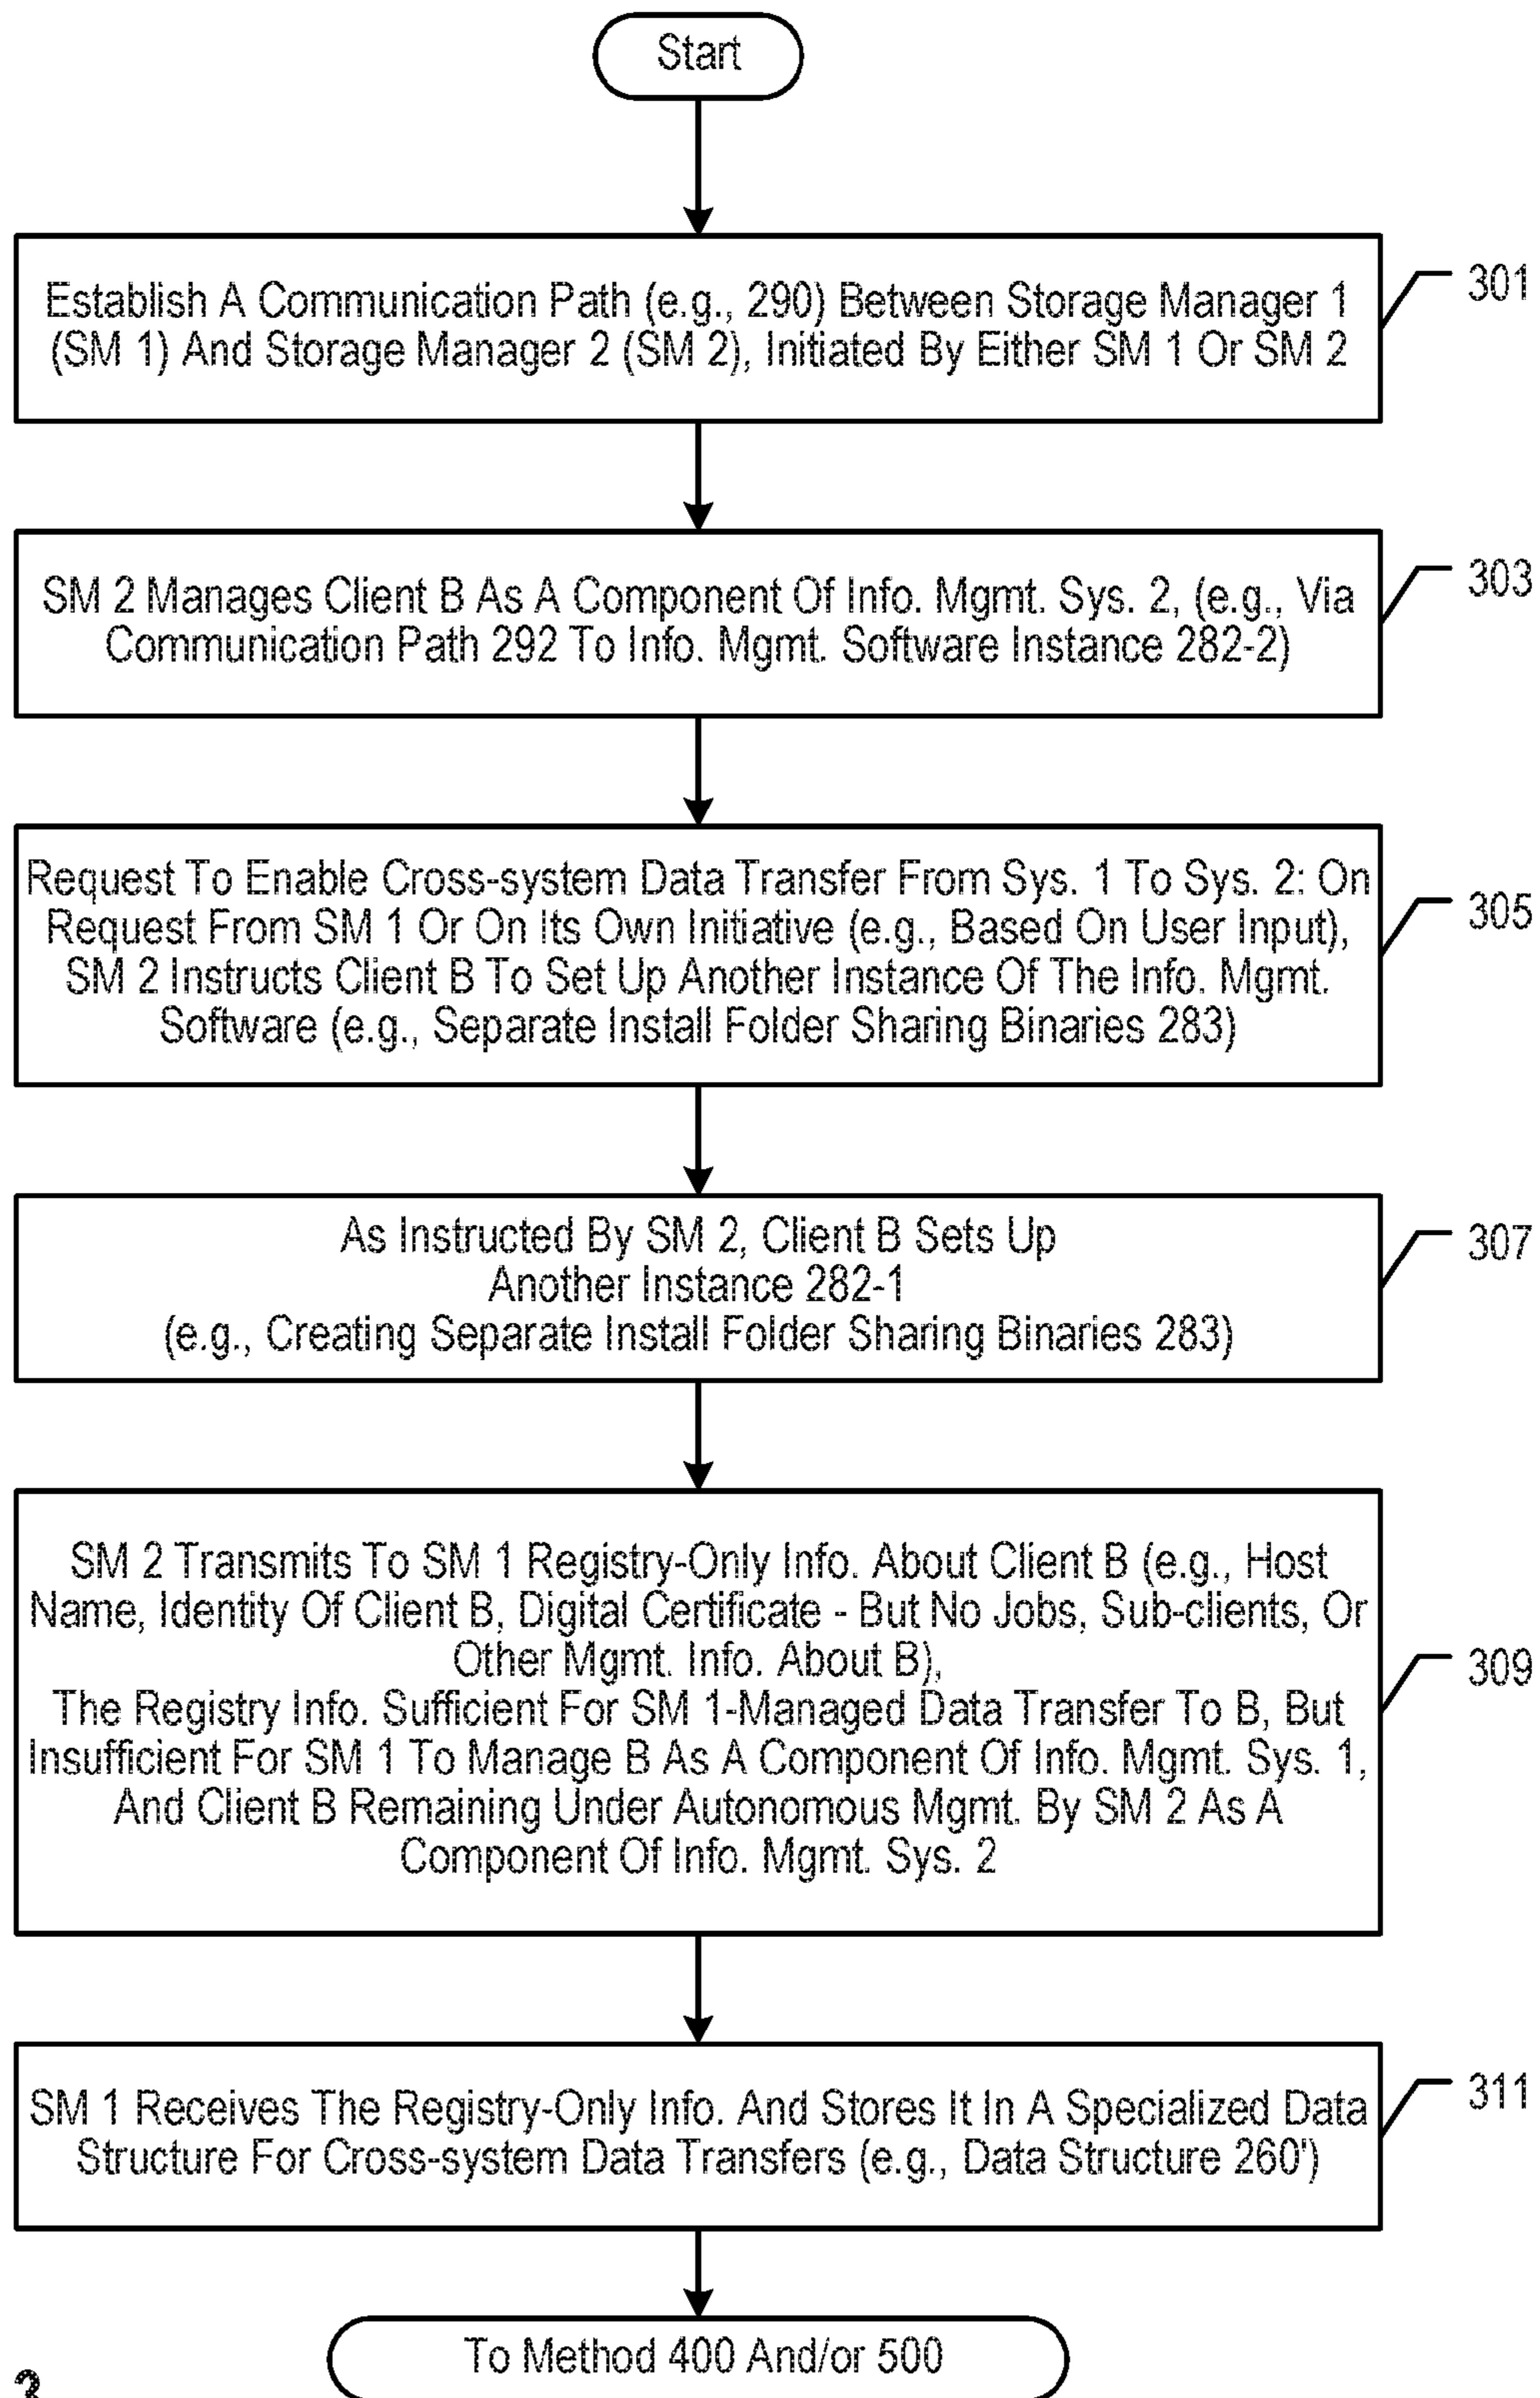 Start
Establish A Communication Path (e.g., 290) Between Storage Manager 1
(SM 1) And Storage Manager 2 (SM 2), Initiated By Either SM 1 Or SM 2
301
SM 2 Manages Client B As A Component Of Info. Mgmt. Sys. 2, (e.g., Via
Communication Path 292 To Info. Mgmt. Software Instance 282-2)
303
Request To Enable Cross-system Data Transfer From Sys. 1 To Sys. 2: On
Request From SM 1 Or On Its Own Initiative (e.g., Based On User Input),
SM 2 Instructs Client B To Set Up Another Instance Of The Info. Mgmt.
Software (e.g., Separate Install Folder Sharing Binaries 283)
305
As Instructed By SM 2, Client B Sets Up
Another Instance 282-1
(e.g., Creating Separate Install Folder Sharing Binaries 283)
307
SM 2 Transmits To SM 1 Registry-Only Info. About Client B (e.g., Host
Name, Identity Of Client B, Digital Certificate - But No Jobs, Sub-clients, Or
Other Mgmt. Info. About B),
The Registry Info. Sufficient For SM 1-Managed Data Transfer To B, But
Insufficient For SM 1 To Manage B As A Component Of Info. Mgmt. Sys. 1,
And Client B Remaining Under Autonomous Mgmt. By SM 2 As A
Component Of Info. Mgmt. Sys. 2
309
SM 1 Receives The Registry-Only Info. And Stores It In A Specialized Data
Structure For Cross-system Data Transfers (e.g., Data Structure 260')
311
To Method 400 And/or 500
3